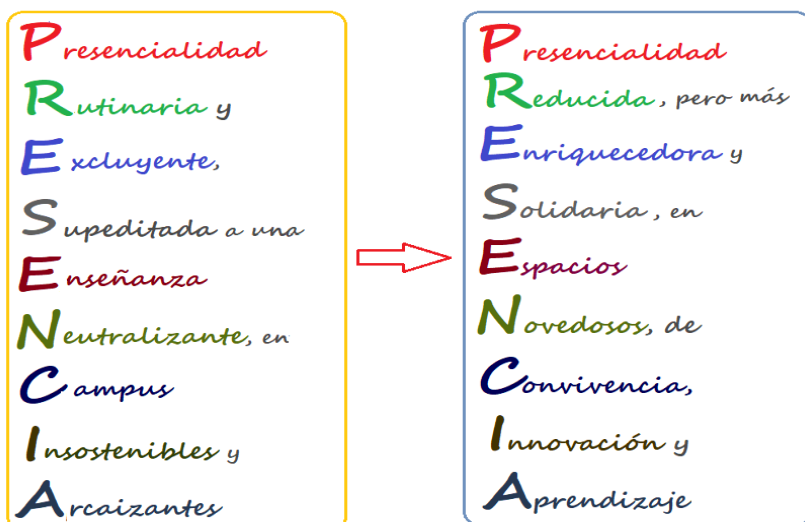 Presencialidad
Rutinaria y
Excluyente,
Supeditada a una
Enseñanza
Neutralizante, en
Campus
Insostenibles y
Arcaizantes
Presencialidad
Reducida, pero más
Enriquecedora y
Solidaria, en
Espacios
Novedosos, de
Convivencia,
Innovación y
Aprendizaje